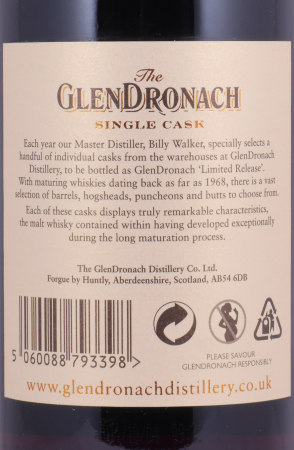 The
GLENDRONACH
SINGLE CASK
Each year our Master Distiller, Billy Walker, specially selects a
handful of individual casks from the warehouses at GlenDronach
Distillery, to be bottled as GlenDronach ‘Limited Release’.
With maturing whiskies dating back as far as 1968, there is a vast
selection of barrels, hogsheads, puncheons and butts to choose from.
Each of these casks displays truly remarkable characteristics,
the malt whisky contained within having developed exceptionally
during the long maturation process.
The GlenDronach Distillery Co. Ltd.
Forgue by Huntly, Aberdeenshire, Scotland, AB54 6DB
5 060088 793398 >
PLEASE SAVOUR
GLENDRONACH RESPONSIBLY
www.glendronachdistillery.co.uk